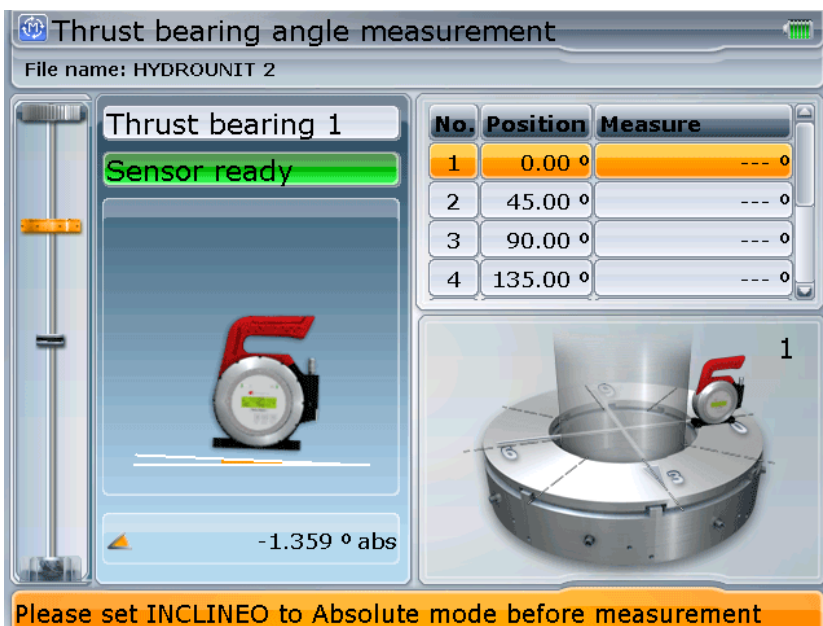 Thrust bearing angle measurement
File name: HYDROUNIT 2
Thrust bearing 1
Sensor ready
-1.359 º abs
No. Position Measure
1 0.00 º --- º
2 45.00 º --- º
3 90.00 º --- º
4 135.00 º --- º
1
Please set INCLINEO to Absolute mode before measurement